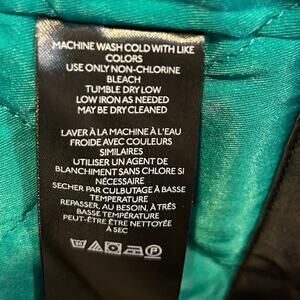 MACHINE WASH COLD WITH LIKE
COLORS
USE ONLY NON-CHLORINE
BLEACH
TUMBLE DRY LOW
LOW IRON AS NEEDED
MAY BE DRY CLEANED
LAVER À LA MACHINE À L'EAU
FROIDE AVEC COULEURS
SIMILAIRES
UTILISER UN AGENT DE
BLANCHIMENT SANS CHLORE SI
NÉCESSAIRE
SECHER PAR CULBUTAGE À BASSE
TEMPERATURE
REPASSER, AU BESOIN, À TRÈS
BASSE TEMPÉRATURE
PEUT-ÊTRE ÊTRE NETTOYÉE
À SEC